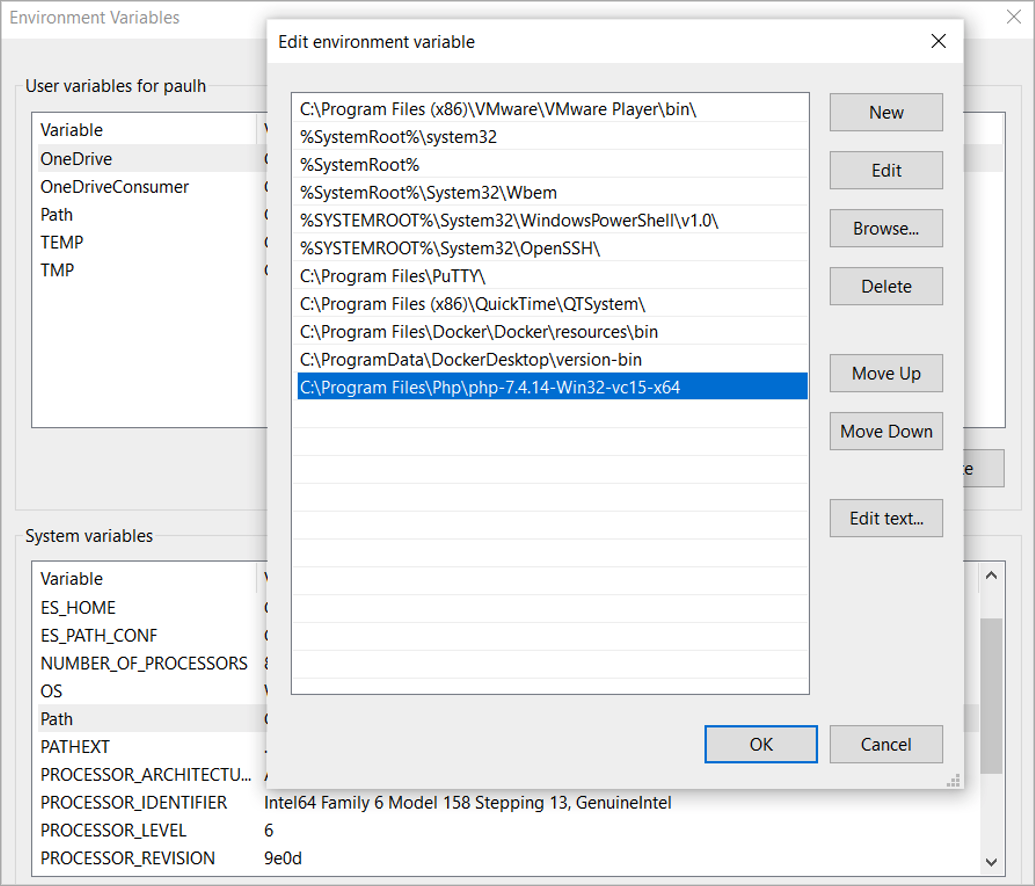 Environment Variables
Edit environment variable
User variables for paulh
Variable
OneDrive
OneDriveConsumer
Path
TEMP
TMP
C:\Program Files (x86)\VMware\VMware Player\bin\
%SystemRoot%\system32
%SystemRoot%
%SystemRoot%\System32\Wbem
%SYSTEMROOT%\System32\WindowsPowerShell\v1.0\
%SYSTEMROOT%\System32\OpenSSH\
C:\Program Files\PuTTY\
C:\Program Files (x86)\QuickTime\QTSystem\
C:\Program Files\Docker\Docker\resources\bin
C:\ProgramData\DockerDesktop\version-bin
C:\Program Files\Php\php-7.4.14-Win32-vc15-x64
New
Edit
Browse...
Delete
Move Up
Move Down
Edit text...
OK
Cancel
System variables
Variable
ES_HOME
ES_PATH_CONF
NUMBER_OF_PROCESSORS 8
OS
Path
PATHEXT
PROCESSOR_ARCHITECTU...
PROCESSOR_IDENTIFIER Intel64 Family 6 Model 158 Stepping 13, GenuineIntel
PROCESSOR_LEVEL 6
PROCESSOR_REVISION 9e0d